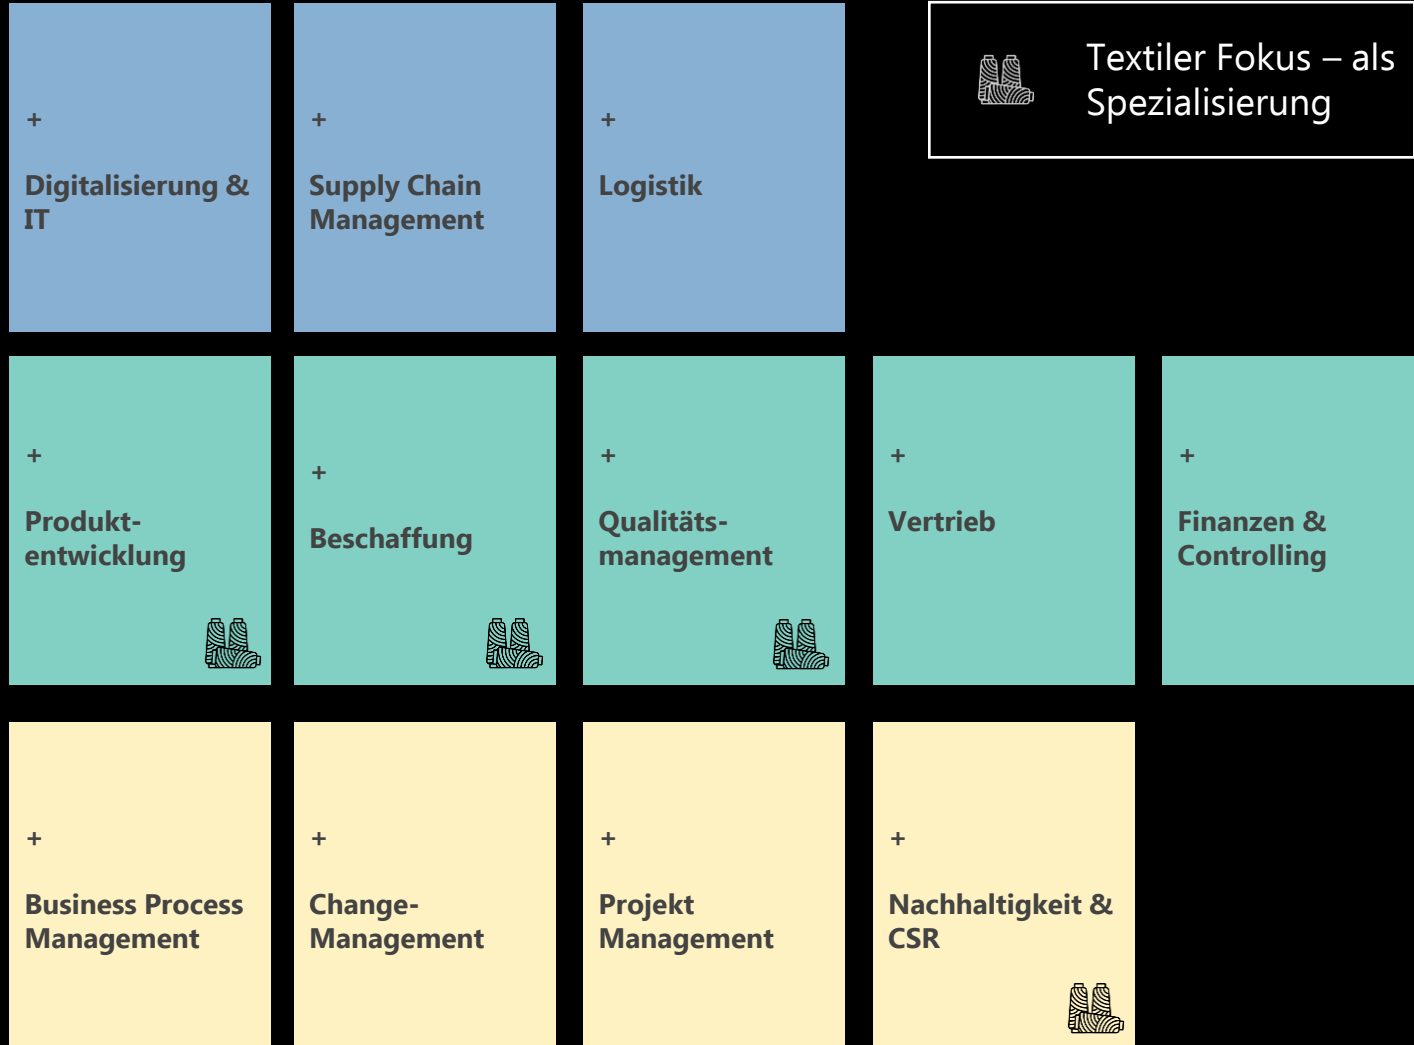 Textiler Fokus – als
Spezialisierung
+
Digitalisierung &
IT
+
Supply Chain
Management
+
Logistik
+
Produkt-
entwicklung
+
Beschaffung
+
Qualitäts-
management
+
Vertrieb
+
Finanzen &
Controlling
+
Business Process
Management
+
Change-
Management
+
Projekt
Management
+
Nachhaltigkeit &
CSR